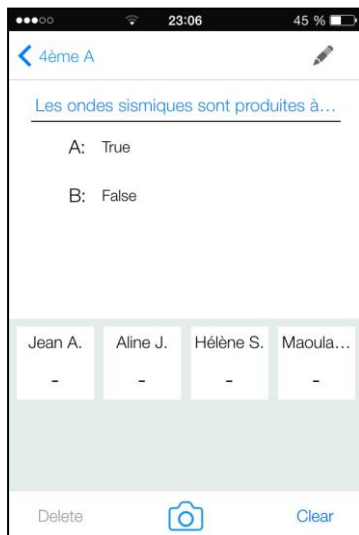 23:06 45 %
4ème A
Les ondes sismiques sont produites à...
A: True
B: False
Jean A. Aline J. Hélène S. Maoula...
- - - -
Delete Clear